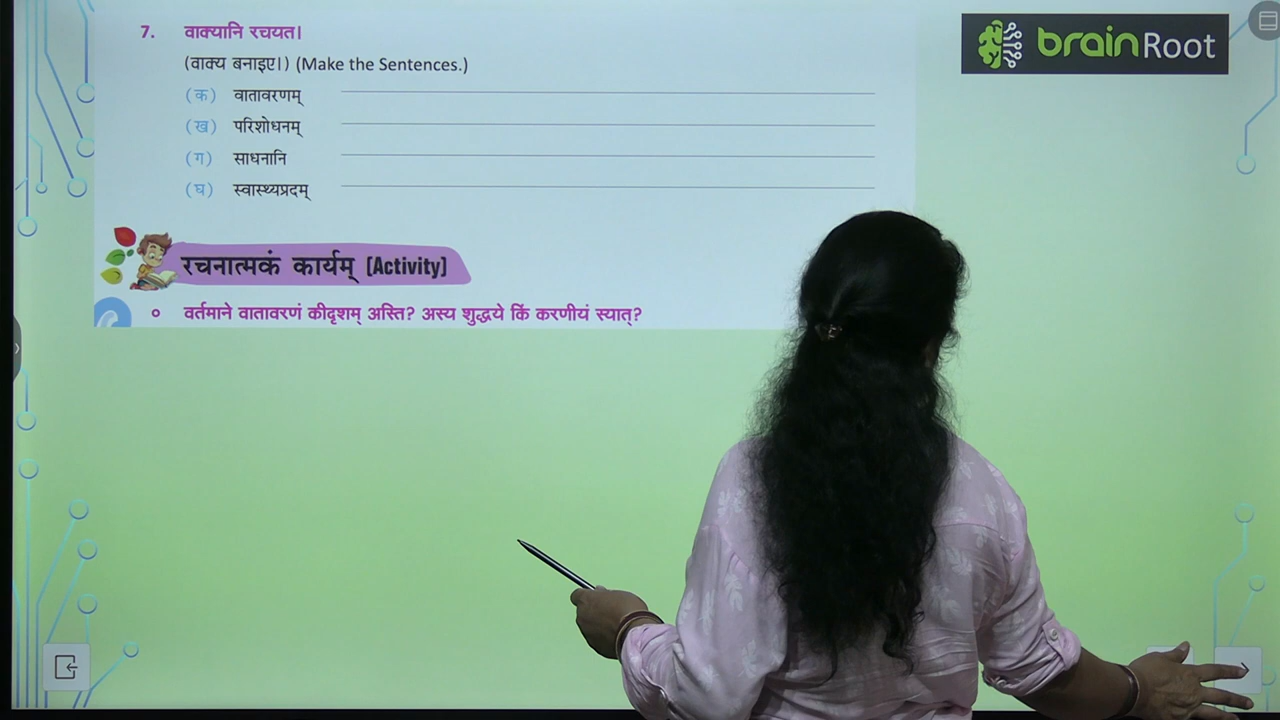 brainRoot
7. वाक्यानि रचयत।
(वाक्य बनाइए।) (Make the Sentences.)
(क) वातावरणम्
(ख) परिशोधनम्
(ग) साधनानि
(घ) स्वास्थ्यप्रदम्
रचनात्मकं कार्यम् [Activity]
वर्तमाने वातावरणं कीदृशम् अस्ति? अस्य शुद्धये किं करणीयं स्यात्?